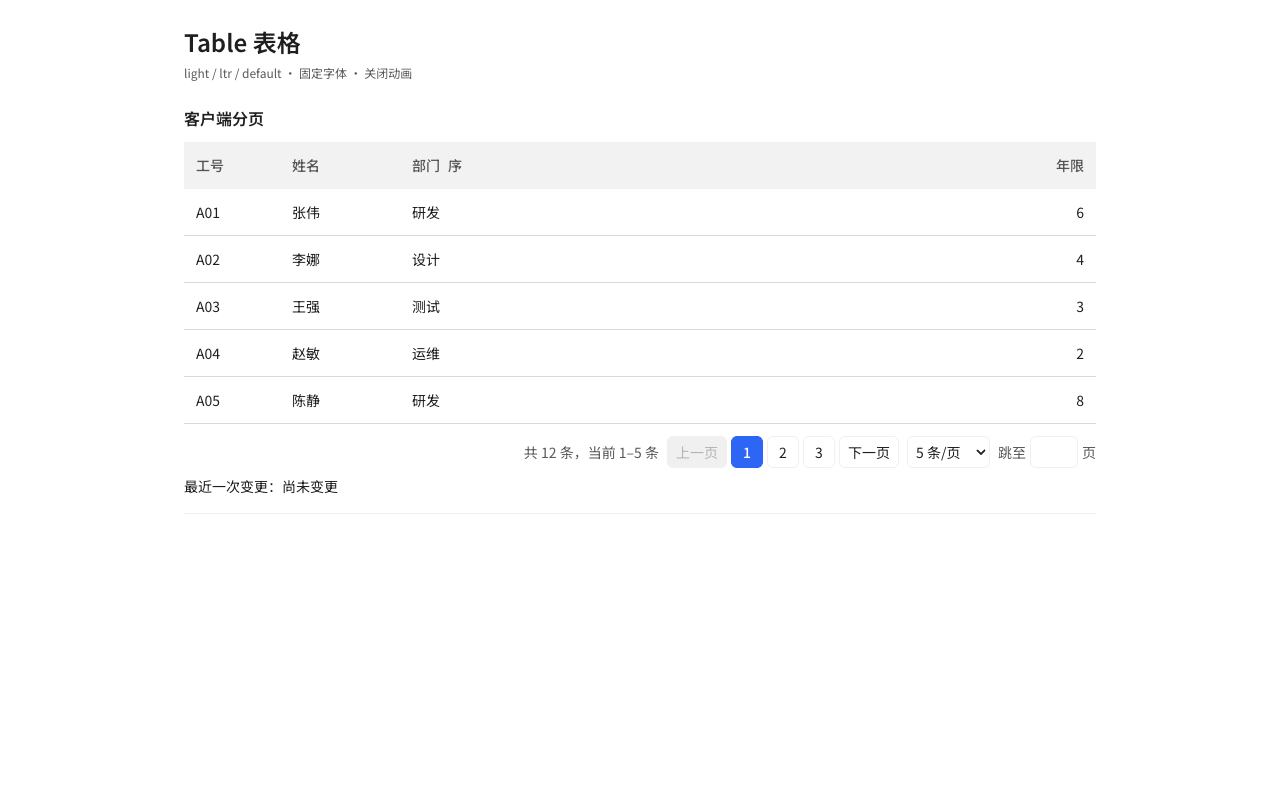 Table 表格
light / ltr / default · 固定字体 · 关闭动画
客户端分页
工号 姓名 部门 序 年限
A01 张伟 研发 6
A02 李娜 设计 4
A03 王强 测试 3
A04 赵敏 运维 2
A05 陈静 研发 8
共 12 条，当前 1–5 条 上一页 1 2 3 下一页 5 条/页 跳至 页
最近一次变更：尚未变更